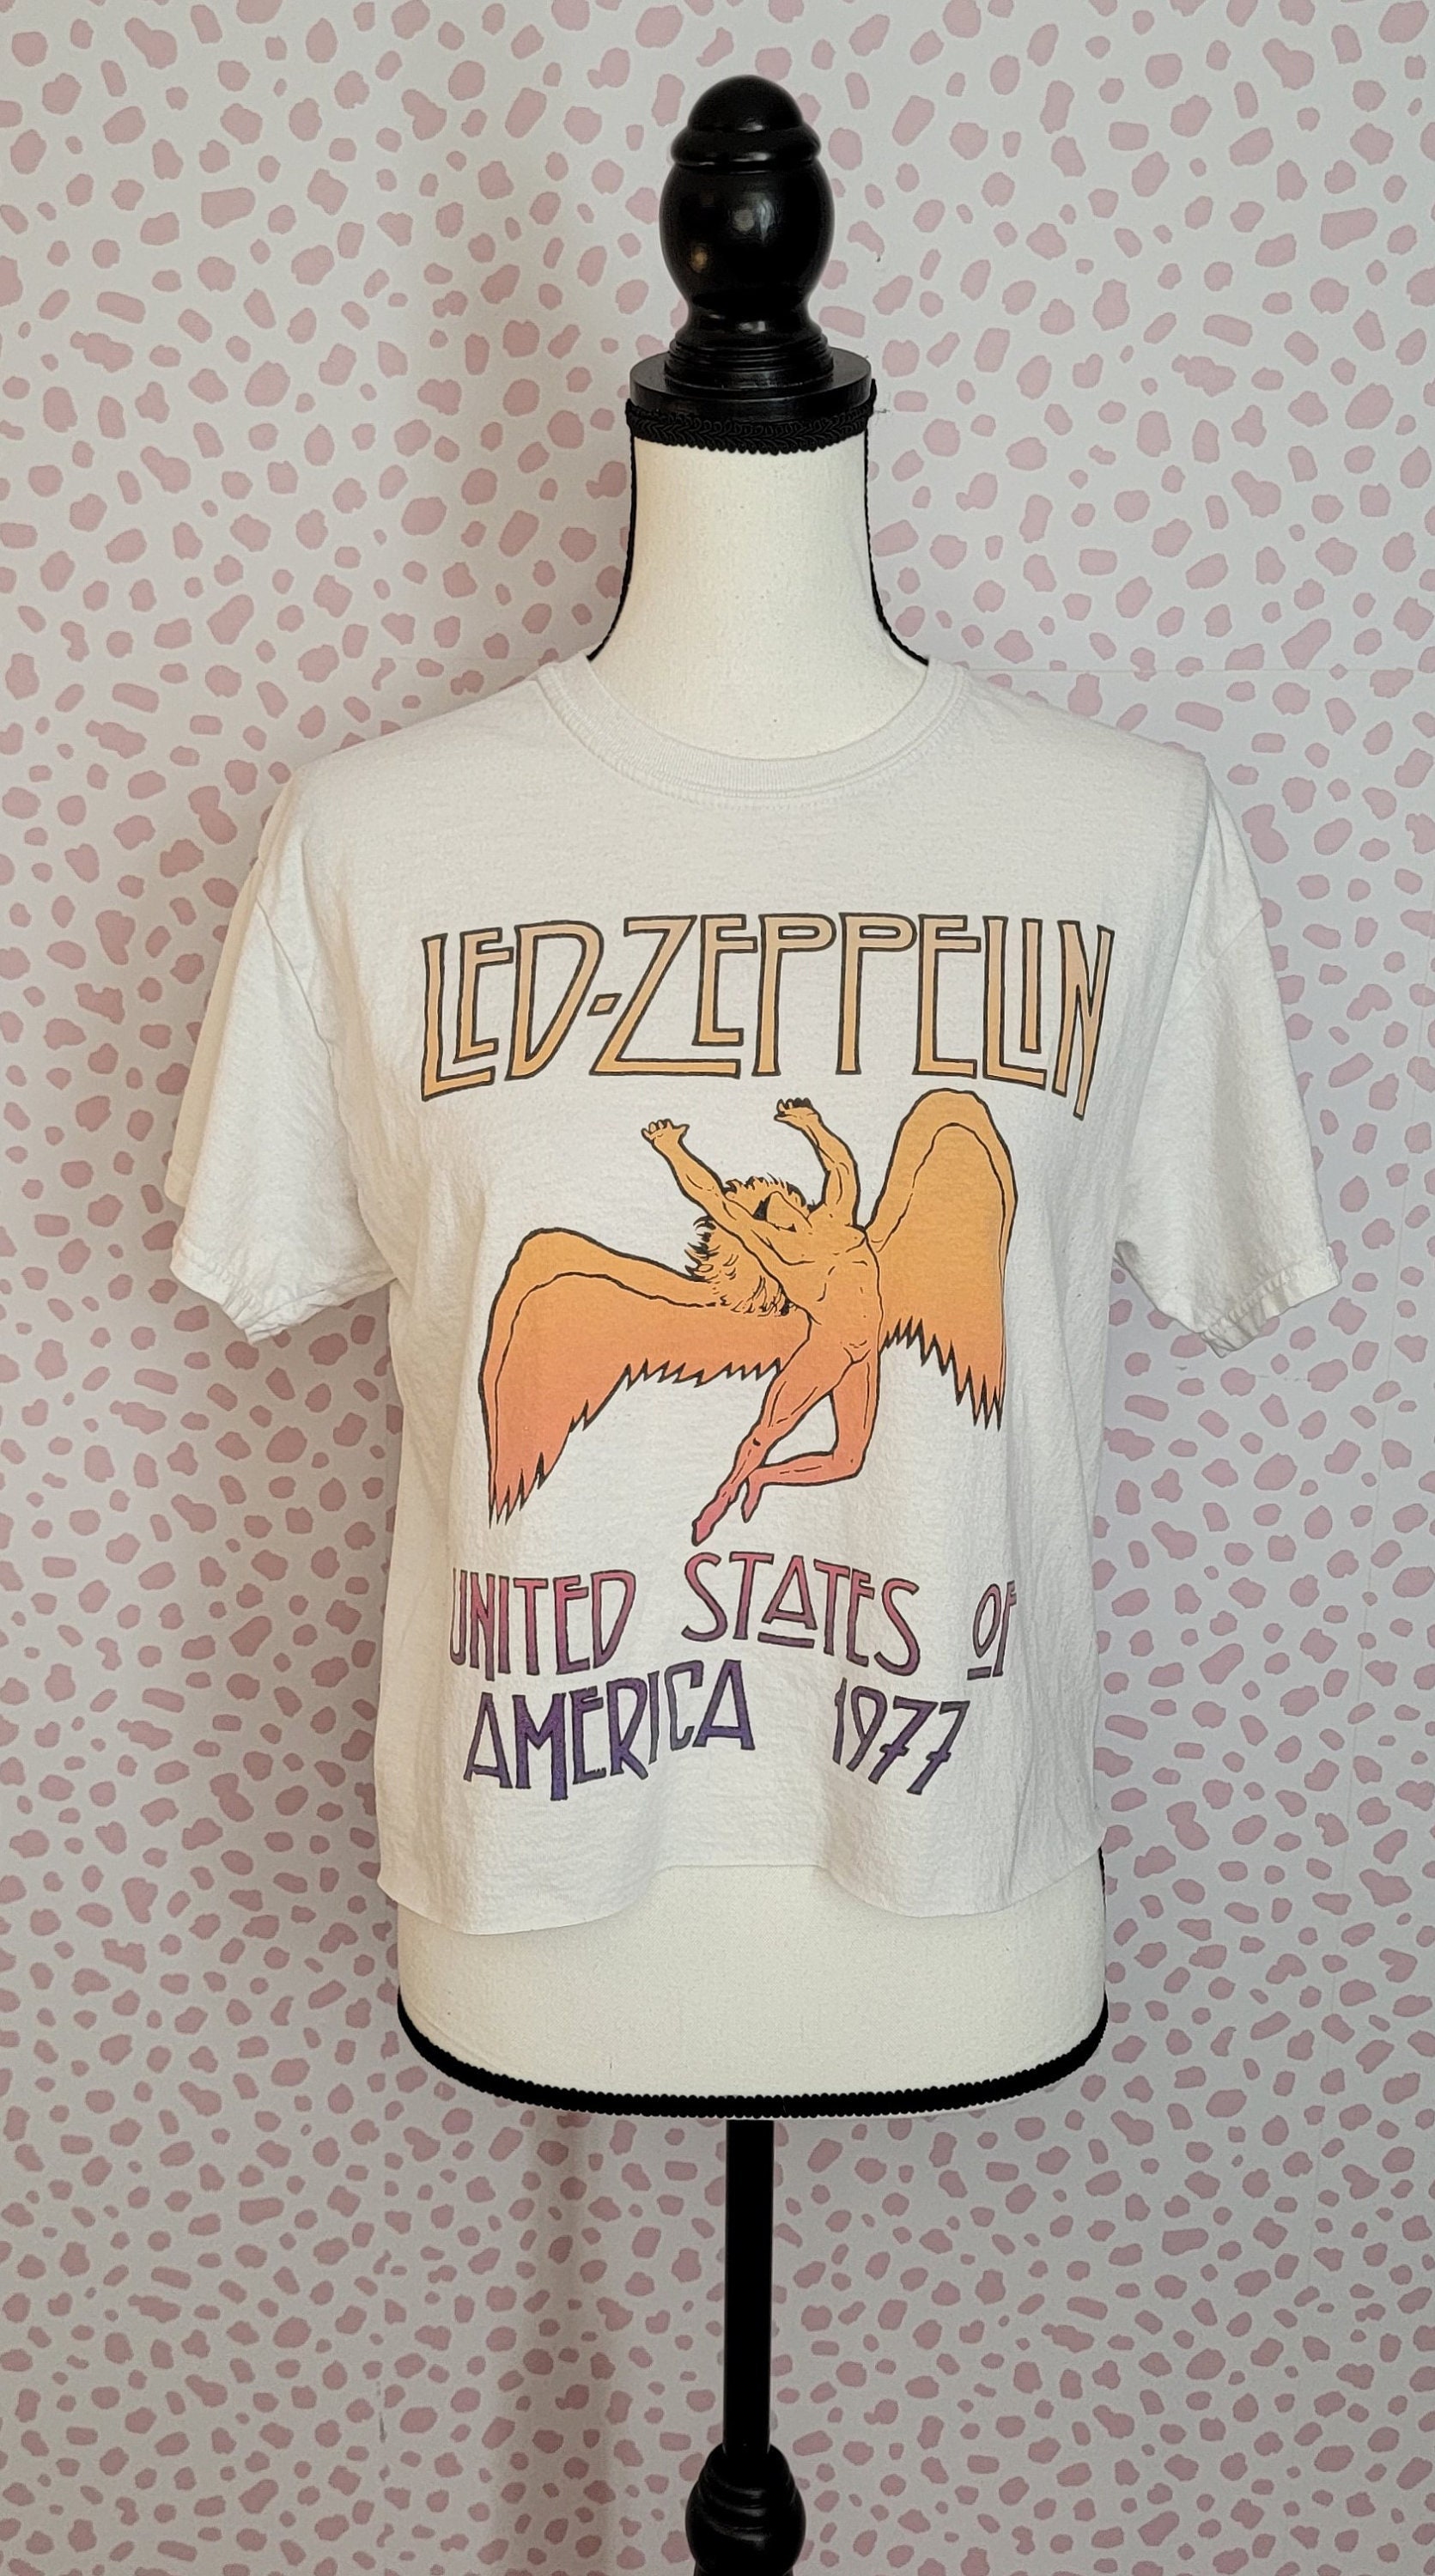 LED-ZEPPELIN
UNITED STATES OF
AMERICA 1977